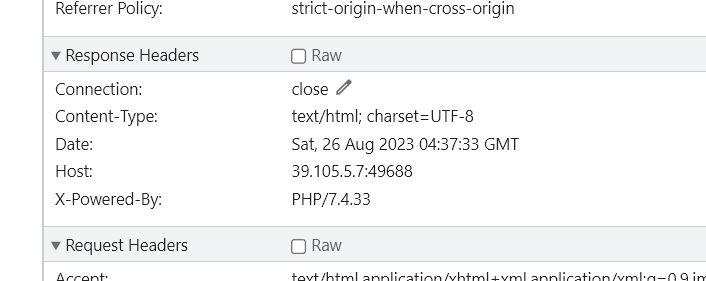 Referrer Policy: strict-origin-when-cross-origin
Response Headers Raw
Connection: close
Content-Type: text/html; charset=UTF-8
Date: Sat, 26 Aug 2023 04:37:33 GMT
Host: 39.105.5.7:49688
X-Powered-By: PHP/7.4.33
Request Headers Raw
Accept: text/html,application/xhtml+xml,application/xml;q=0.9,im